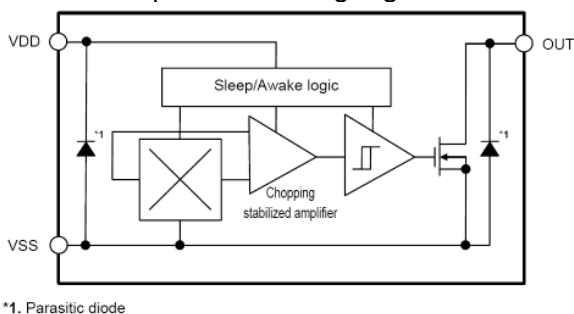 VDD
OUT
Sleep/Awake logic
*1
*1
Chopping
stabilized amplifier
VSS
*1. Parasitic diode